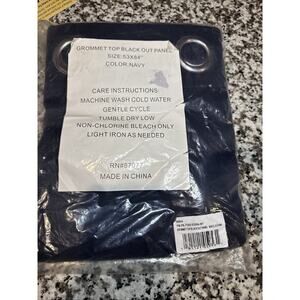 GROMMET TOP BLACK OUT PANEL
SIZE:53X84"
COLOR:NAVY
CARE INSTRUCTIONS:
MACHINE WASH COLD WATER
GENTLE CYCLE
TUMBLE DRY LOW
NON-CHLORINE BLEACH ONLY
LIGHT IRON AS NEEDED
MADE IN CHINA